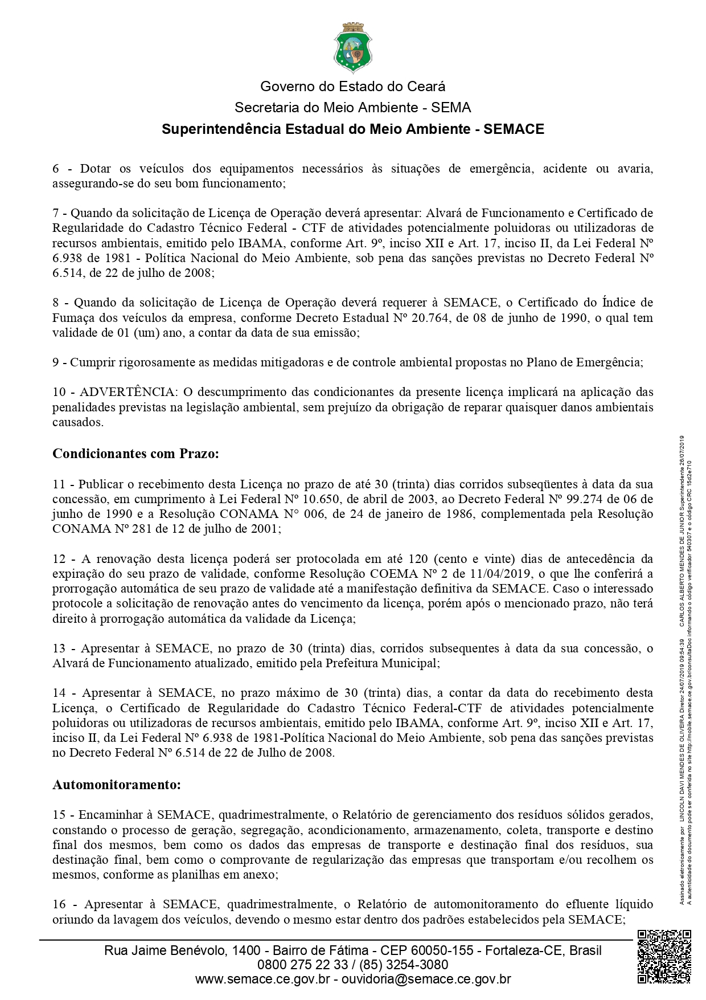 Governo do Estado do Ceará
Secretaria do Meio Ambiente - SEMA
Superintendência Estadual do Meio Ambiente - SEMACE
6 - Dotar os veículos dos equipamentos necessários às situações de emergência, acidente ou avaria,
assegurando-se do seu bom funcionamento;
7 - Quando da solicitação de Licença de Operação deverá apresentar: Alvará de Funcionamento e Certificado de
Regularidade do Cadastro Técnico Federal - CTF de atividades potencialmente poluidoras ou utilizadoras de
recursos ambientais, emitido pelo IBAMA, conforme Art. 9º, inciso XII e Art. 17, inciso II, da Lei Federal Nº
6.938 de 1981 - Política Nacional do Meio Ambiente, sob pena das sanções previstas no Decreto Federal Nº
6.514, de 22 de julho de 2008;
8 - Quando da solicitação de Licença de Operação deverá requerer à SEMACE, o Certificado do Índice de
Fumaça dos veículos da empresa, conforme Decreto Estadual Nº 20.764, de 08 de junho de 1990, o qual tem
validade de 01 (um) ano, a contar da data de sua emissão;
9 - Cumprir rigorosamente as medidas mitigadoras e de controle ambiental propostas no Plano de Emergência;
10 - ADVERTÊNCIA: O descumprimento das condicionantes da presente licença implicará na aplicação das
penalidades previstas na legislação ambiental, sem prejuízo da obrigação de reparar quaisquer danos ambientais
causados.
Condicionantes com Prazo:
11 - Publicar o recebimento desta Licença no prazo de até 30 (trinta) dias corridos subseqüentes à data da sua
concessão, em cumprimento à Lei Federal Nº 10.650, de abril de 2003, ao Decreto Federal Nº 99.274 de 06 de
junho de 1990 e a Resolução CONAMA N° 006, de 24 de janeiro de 1986, complementada pela Resolução
CONAMA Nº 281 de 12 de julho de 2001;
12 - A renovação desta licença poderá ser protocolada em até 120 (cento e vinte) dias de antecedência da
expiração do seu prazo de validade, conforme Resolução COEMA Nº 2 de 11/04/2019, o que lhe conferirá a
prorrogação automática de seu prazo de validade até a manifestação definitiva da SEMACE. Caso o interessado
protocole a solicitação de renovação antes do vencimento da licença, porém após o mencionado prazo, não terá
direito à prorrogação automática da validade da Licença;
13 - Apresentar à SEMACE, no prazo de 30 (trinta) dias, corridos subsequentes à data da sua concessão, o
Alvará de Funcionamento atualizado, emitido pela Prefeitura Municipal;
14 - Apresentar à SEMACE, no prazo máximo de 30 (trinta) dias, a contar da data do recebimento desta
Licença, o Certificado de Regularidade do Cadastro Técnico Federal-CTF de atividades potencialmente
poluidoras ou utilizadoras de recursos ambientais, emitido pelo IBAMA, conforme Art. 9º, inciso XII e Art. 17,
inciso II, da Lei Federal Nº 6.938 de 1981-Política Nacional do Meio Ambiente, sob pena das sanções previstas
no Decreto Federal Nº 6.514 de 22 de Julho de 2008.
Automonitoramento:
15 - Encaminhar à SEMACE, quadrimestralmente, o Relatório de gerenciamento dos resíduos sólidos gerados,
constando o processo de geração, segregação, acondicionamento, armazenamento, coleta, transporte e destino
final dos mesmos, bem como os dados das empresas de transporte e destinação final dos resíduos, sua
destinação final, bem como o comprovante de regularização das empresas que transportam e/ou recolhem os
mesmos, conforme as planilhas em anexo;
16 - Apresentar à SEMACE, quadrimestralmente, o Relatório de automonitoramento do efluente líquido
oriundo da lavagem dos veículos, devendo o mesmo estar dentro dos padrões estabelecidos pela SEMACE;
Rua Jaime Benévolo, 1400 - Bairro de Fátima - CEP 60050-155 - Fortaleza-CE, Brasil
0800 275 22 33 / (85) 3254-3080
www.semace.ce.gov.br - ouvidoria@semace.ce.gov.br
Assinado eletronicamente por LINCOLN DAVI MENDES DE OLIVEIRA Diretor 24/07/2019 09:54:39 CARLOS ALBERTO MENDES DE JUNIOR Superintendente 26/07/2019
A autenticidade do documento pode ser conferida no site http://mobile.semace.ce.gov.br/consultaDoc informando o código verificador 540307 e o código CRC 15d2e710